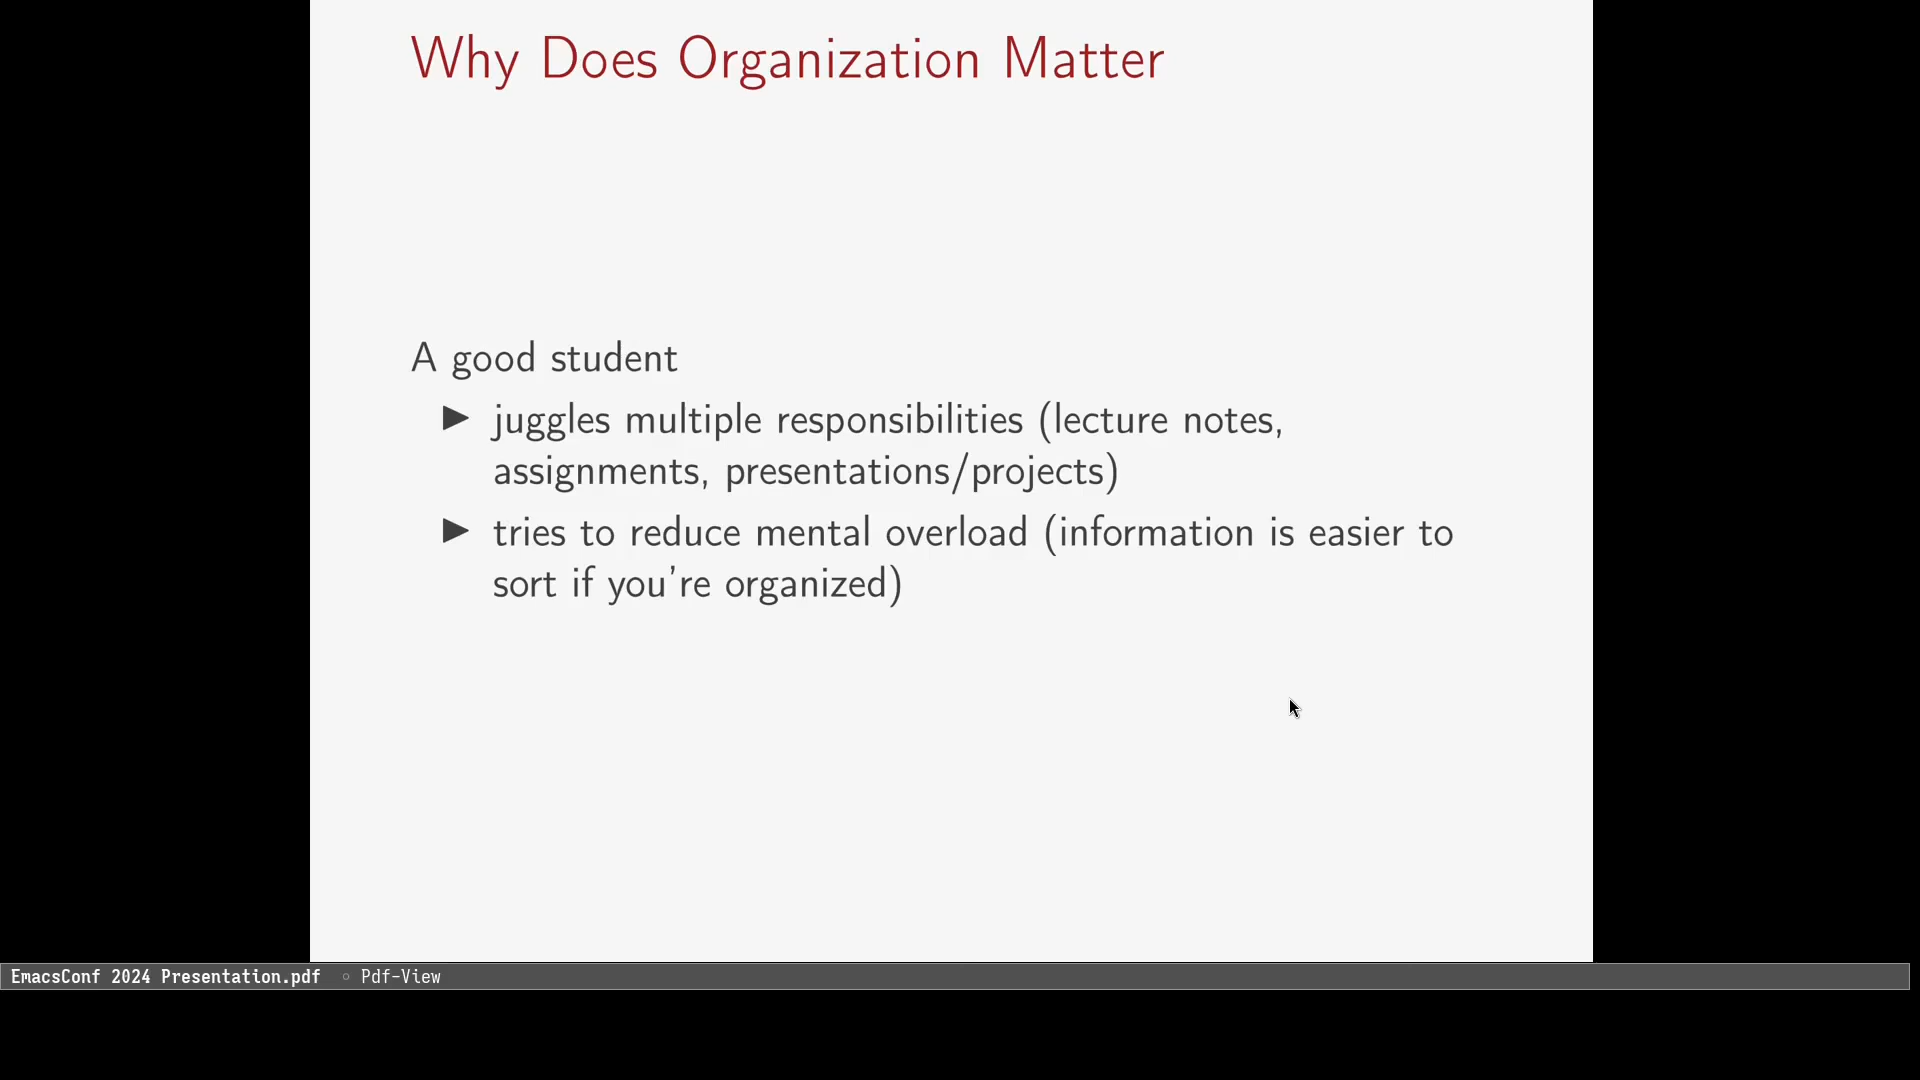 Why Does Organization Matter
A good student
▶ juggles multiple responsibilities (lecture notes,
assignments, presentations/projects)
▶ tries to reduce mental overload (information is easier to
sort if you're organized)
EmacsConf 2024 Presentation.pdf ◦ Pdf-View